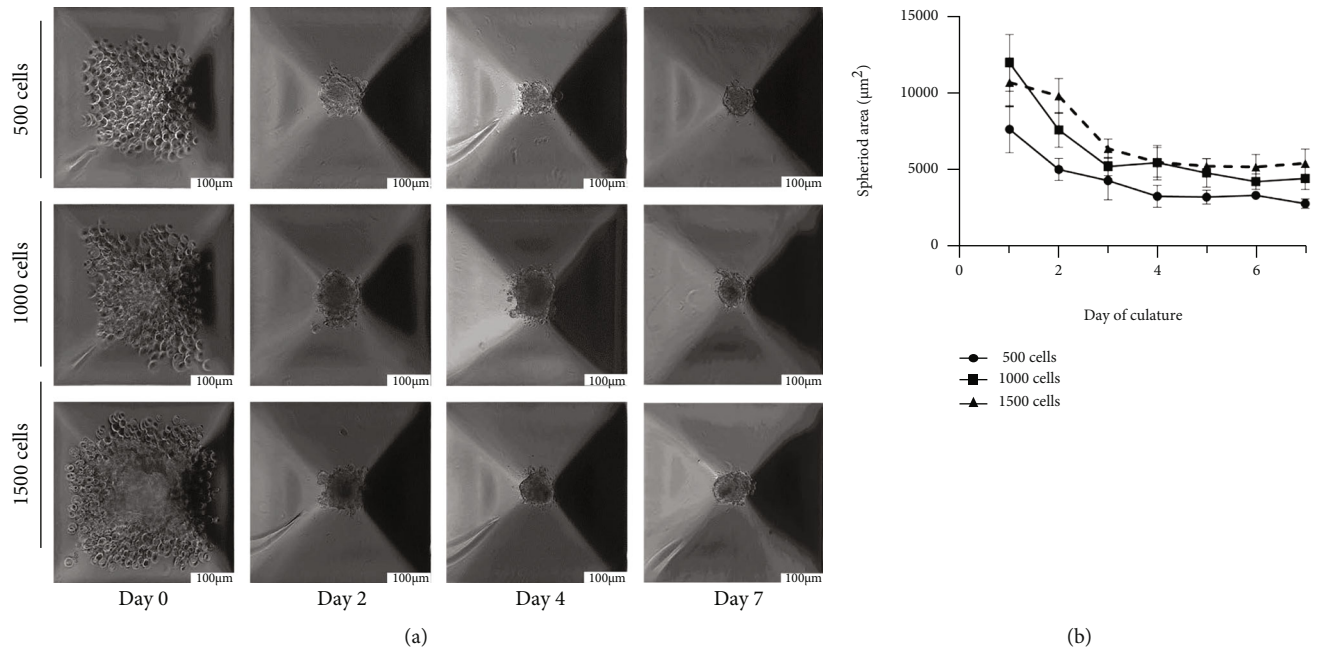 500 cells
100μm
100μm
100μm
100μm
1000 cells
100μm
100μm
100μm
100μm
1500 cells
100μm
100μm
100μm
100μm
Day 0
Day 2
Day 4
Day 7
(a)
Spheriod area (μm²)
15000
10000
5000
0
0
2
4
6
Day of culature
500 cells
1000 cells
1500 cells
(b)